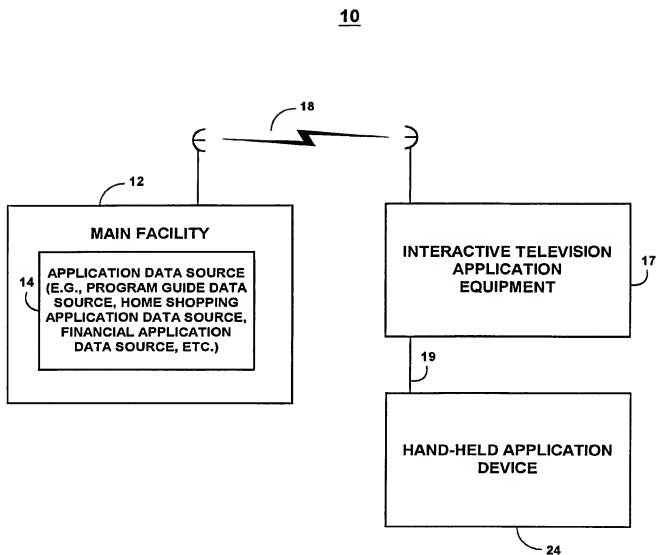 10
18
12
MAIN FACILITY
14
APPLICATION DATA SOURCE
(E.G., PROGRAM GUIDE DATA
SOURCE, HOME SHOPPING
APPLICATION DATA SOURCE,
FINANCIAL APPLICATION
DATA SOURCE, ETC.)
INTERACTIVE TELEVISION
APPLICATION
EQUIPMENT
17
19
HAND-HELD APPLICATION
DEVICE
24